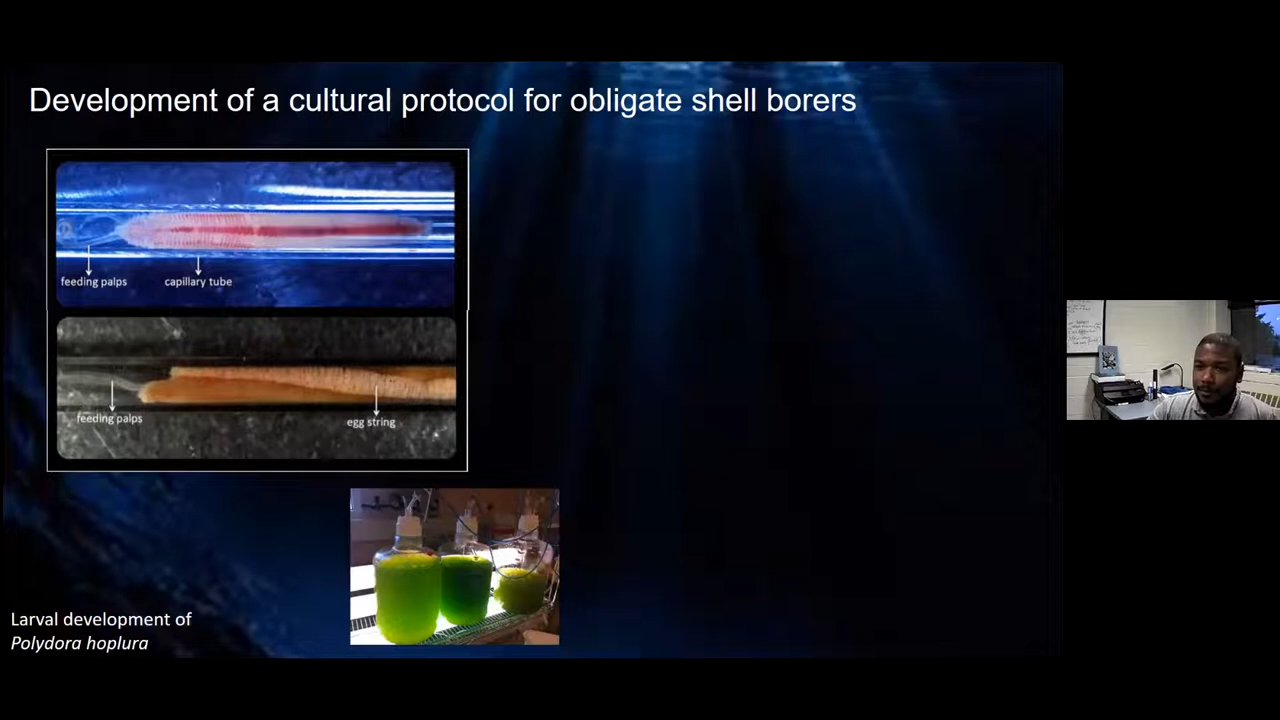 Development of a cultural protocol for obligate shell borers
feeding palps
capillary tube
feeding palps
egg string
Larval development of
Polydora hoplura